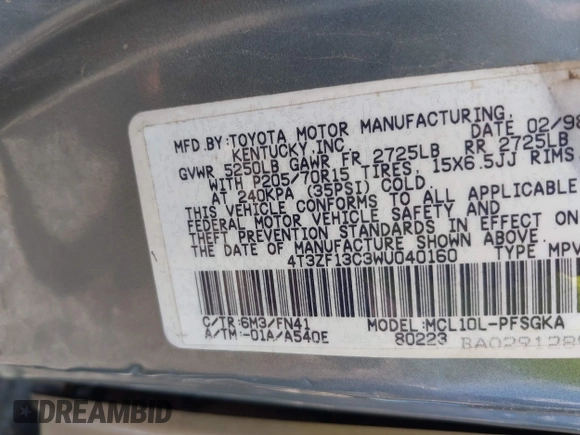 MFD.BY:TOYOTA MOTOR MANUFACTURING.
KENTUCKY.INC. DATE 02/98
GVWR 5250LB GAWR FR 2725LB RR 2725LB
WITH P205/70R15 TIRES, 15X6.5JJ RIMS
AT 240KPA (35PSI) COLD.
THIS VEHICLE CONFORMS TO ALL APPLICABLE
FEDERAL MOTOR VEHICLE SAFETY AND
THEFT PREVENTION STANDARDS IN EFFECT ON
THE DATE OF MANUFACTURE SHOWN ABOVE.
4T3ZF13C3WU040160 TYPE MPV
C/TR:6M3/FN41 MODEL:MCL10L-PFSGKA
A/TM:-01A/A540E 80223 BA029128
DREAMBID